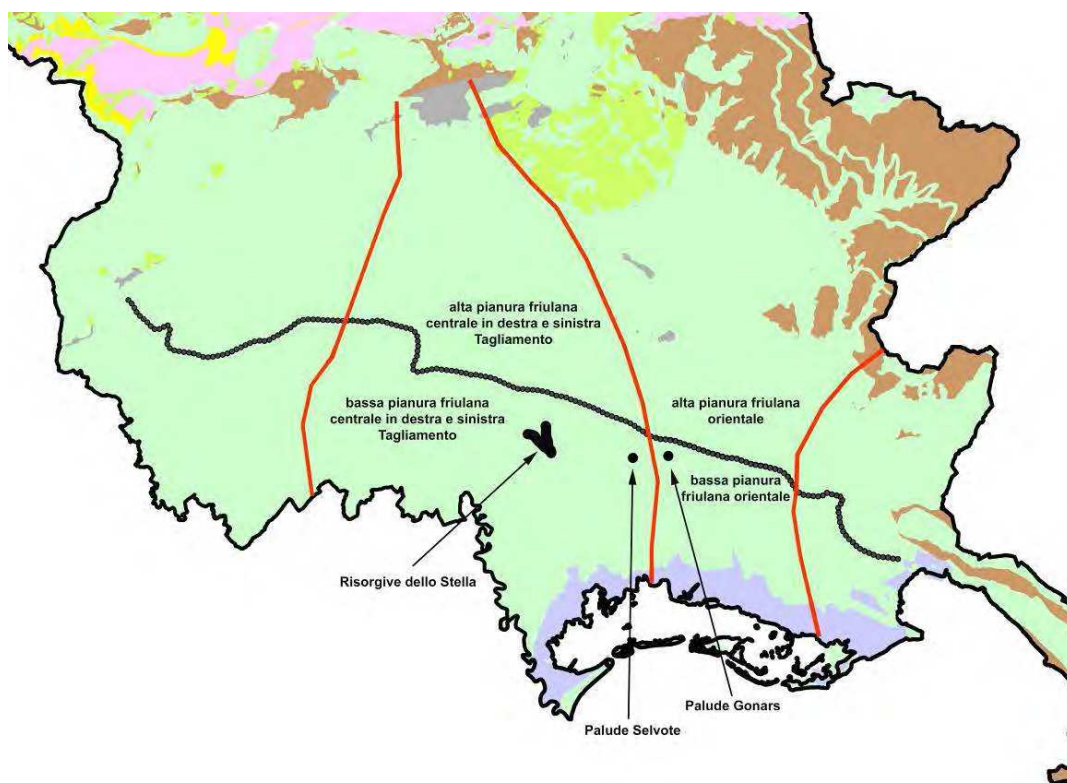 alta pianura friulana
centrale in destra e sinistra
Tagliamento
bassa pianura friulana
centrale in destra e sinistra
Tagliamento
alta pianura friulana
orientale
bassa pianura
friulana orientale
Risorgive dello Stella
Palude Gonars
Palude Selvote